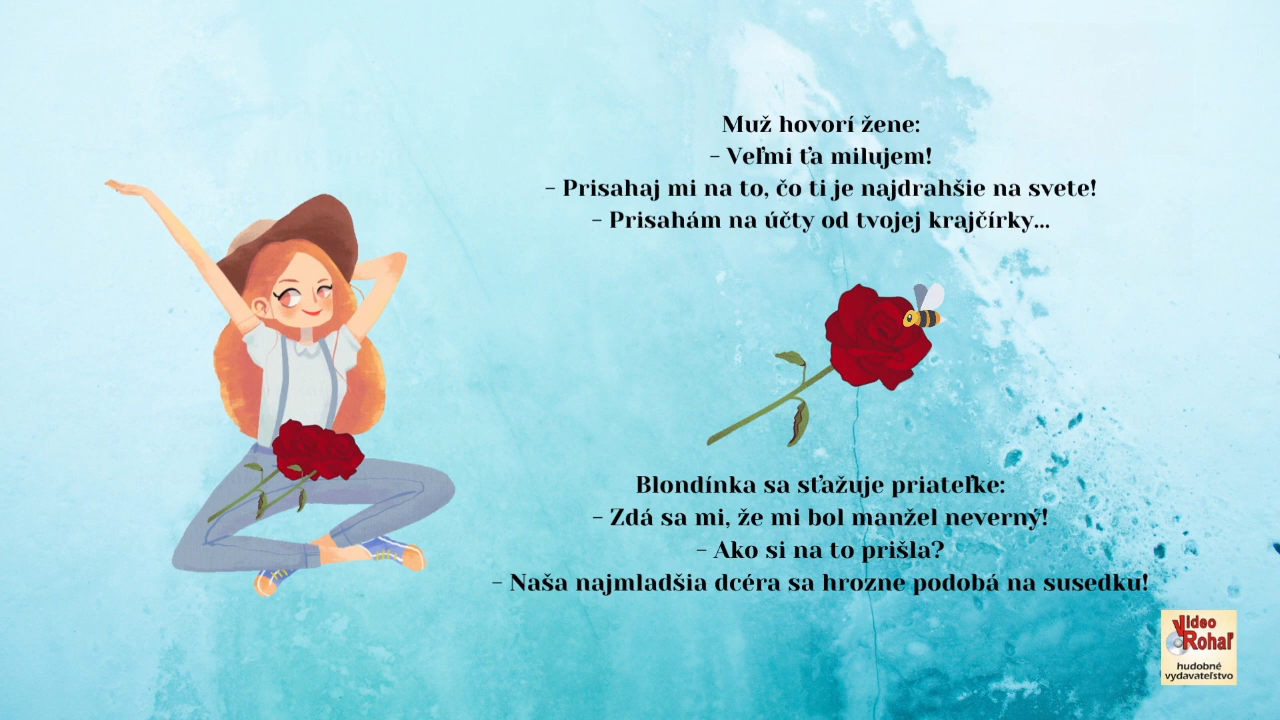 Muž hovorí žene:
- Veľmi ťa milujem!
- Prisahaj mi na to, čo ti je najdrahšie na svete!
- Prisahám na účty od tvojej krajčírky...
Blondínka sa sťažuje priateľke:
- Zdá sa mi, že mi bol manžel neverný!
- Ako si na to prišla?
- Naša najmladšia dcéra sa hrozne podobá na susedku!
Video
Rohaľ
hudobné
vydavateľstvo